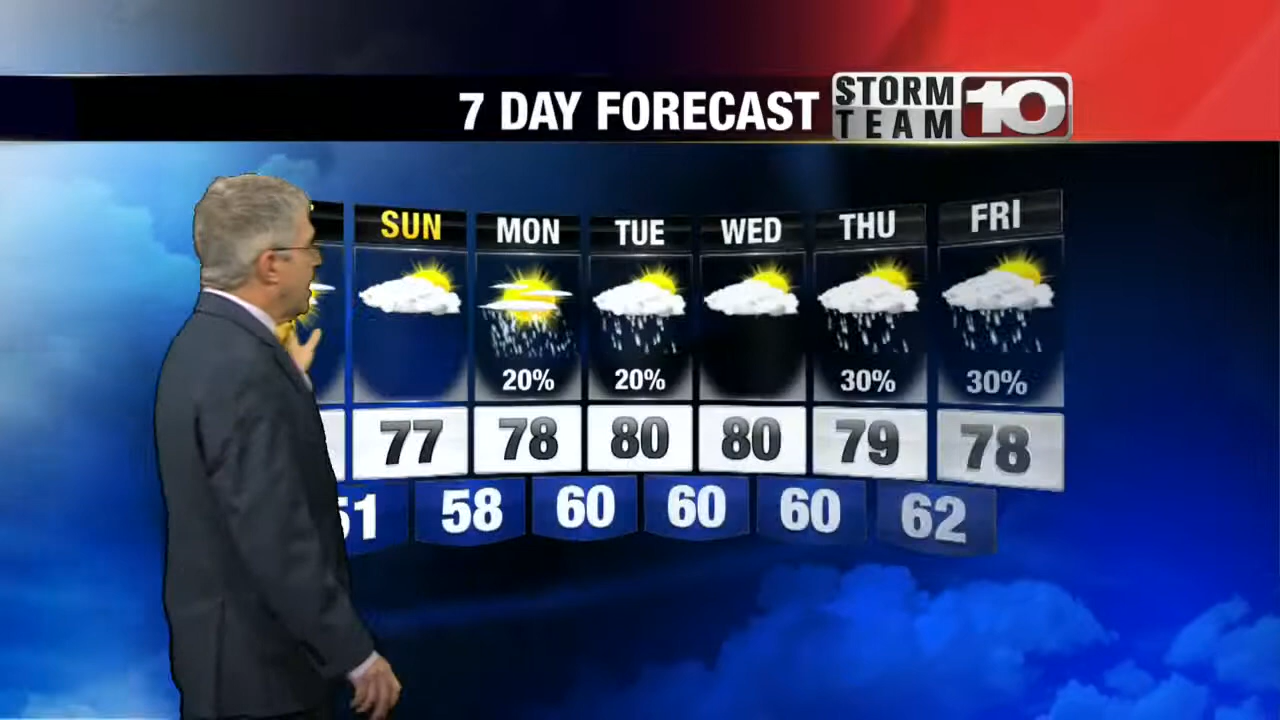 7 DAY FORECAST
STORM TEAM 10
SUN MON TUE WED THU FRI
20% 20% 30% 30%
77 78 80 80 79 78
51 58 60 60 60 62